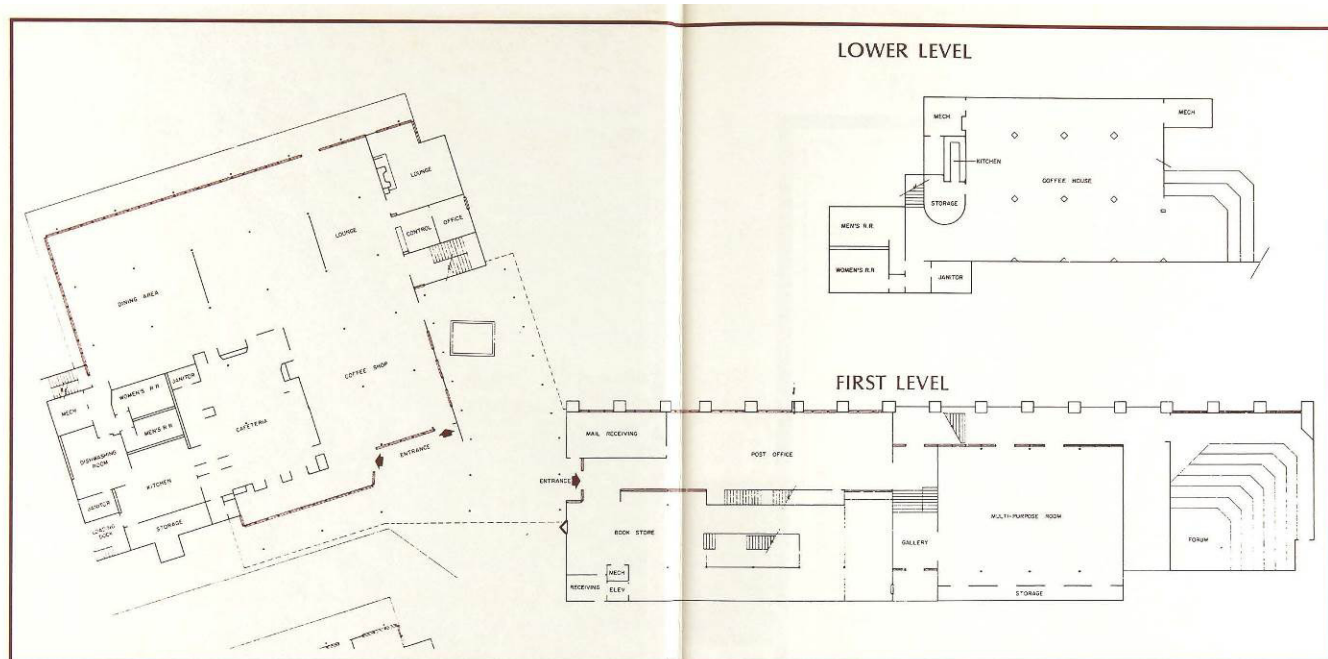 LOWER LEVEL
MECH
MECH
KITCHEN
COFFEE HOUSE
STORAGE
MEN'S R.R.
WOMEN'S R.R.
JANITOR
LOUNGE
LOUNGE
CONTROL
OFFICE
DINING AREA
COFFEE SHOP
WOMEN'S R.R.
JANITOR
MECH
MEN'S R.R.
CAFETERIA
DISHWASHING
ROOM
KITCHEN
ENTRANCE
JANITOR
LOADING
DOCK
STORAGE
FIRST LEVEL
MAIL RECEIVING
POST OFFICE
ENTRANCE
BOOK STORE
MULTI-PURPOSE ROOM
GALLERY
FORUM
MECH
RECEIVING
ELEV
STORAGE